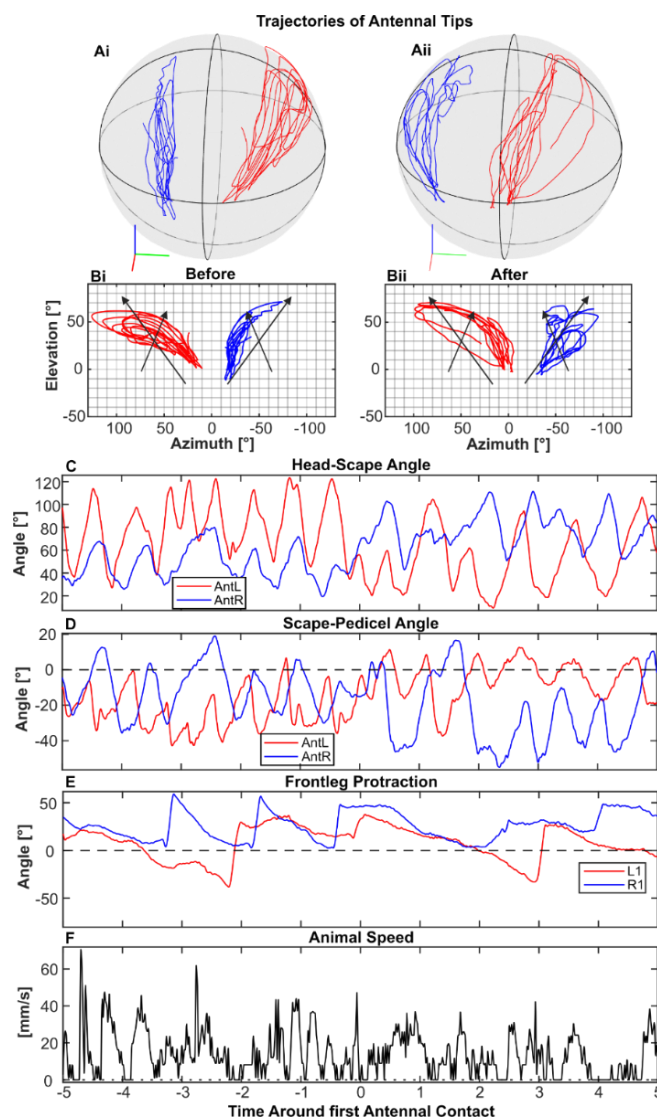 Trajectories of Antennal Tips
Ai
Aii
Bi
Before
Bii
After
Elevation [°]
50
0
-50
100
50
0
-50
-100
Azimuth [°]
50
0
-50
100
50
0
-50
-100
Azimuth [°]
C
Head-Scape Angle
Angle [°]
120
100
80
60
40
20
AntL
AntR
D
Scape-Pedicel Angle
Angle [°]
20
0
-20
-40
AntL
AntR
E
Frontleg Protraction
Angle [°]
50
0
-50
L1
R1
F
Animal Speed
[mm/s]
60
40
20
0
-5
-4
-3
-2
-1
0
1
2
3
4
5
Time Around first Antennal Contact